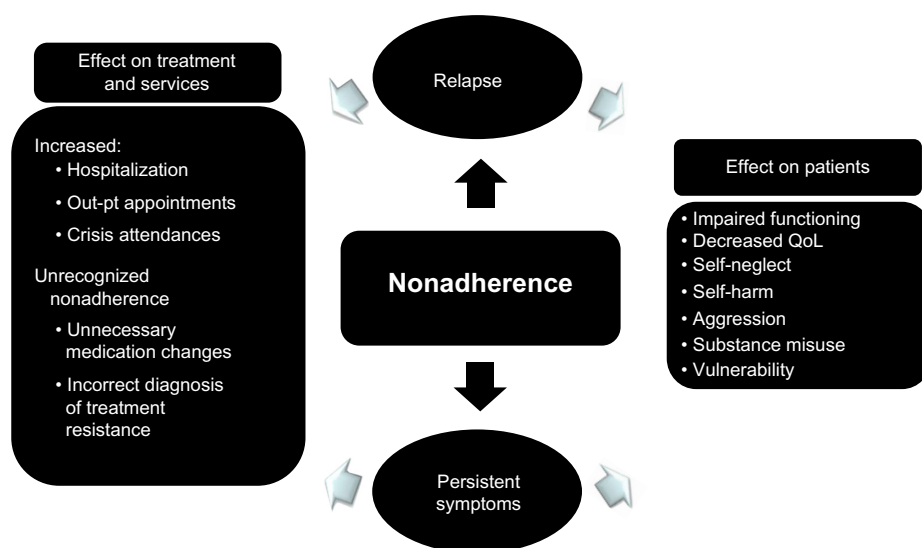 Effect on treatment
and services
Increased:
• Hospitalization
• Out-pt appointments
• Crisis attendances
Unrecognized
nonadherence
• Unnecessary
medication changes
• Incorrect diagnosis
of treatment
resistance
Relapse
Nonadherence
Persistent
symptoms
Effect on patients
• Impaired functioning
• Decreased QoL
• Self-neglect
• Self-harm
• Aggression
• Substance misuse
• Vulnerability